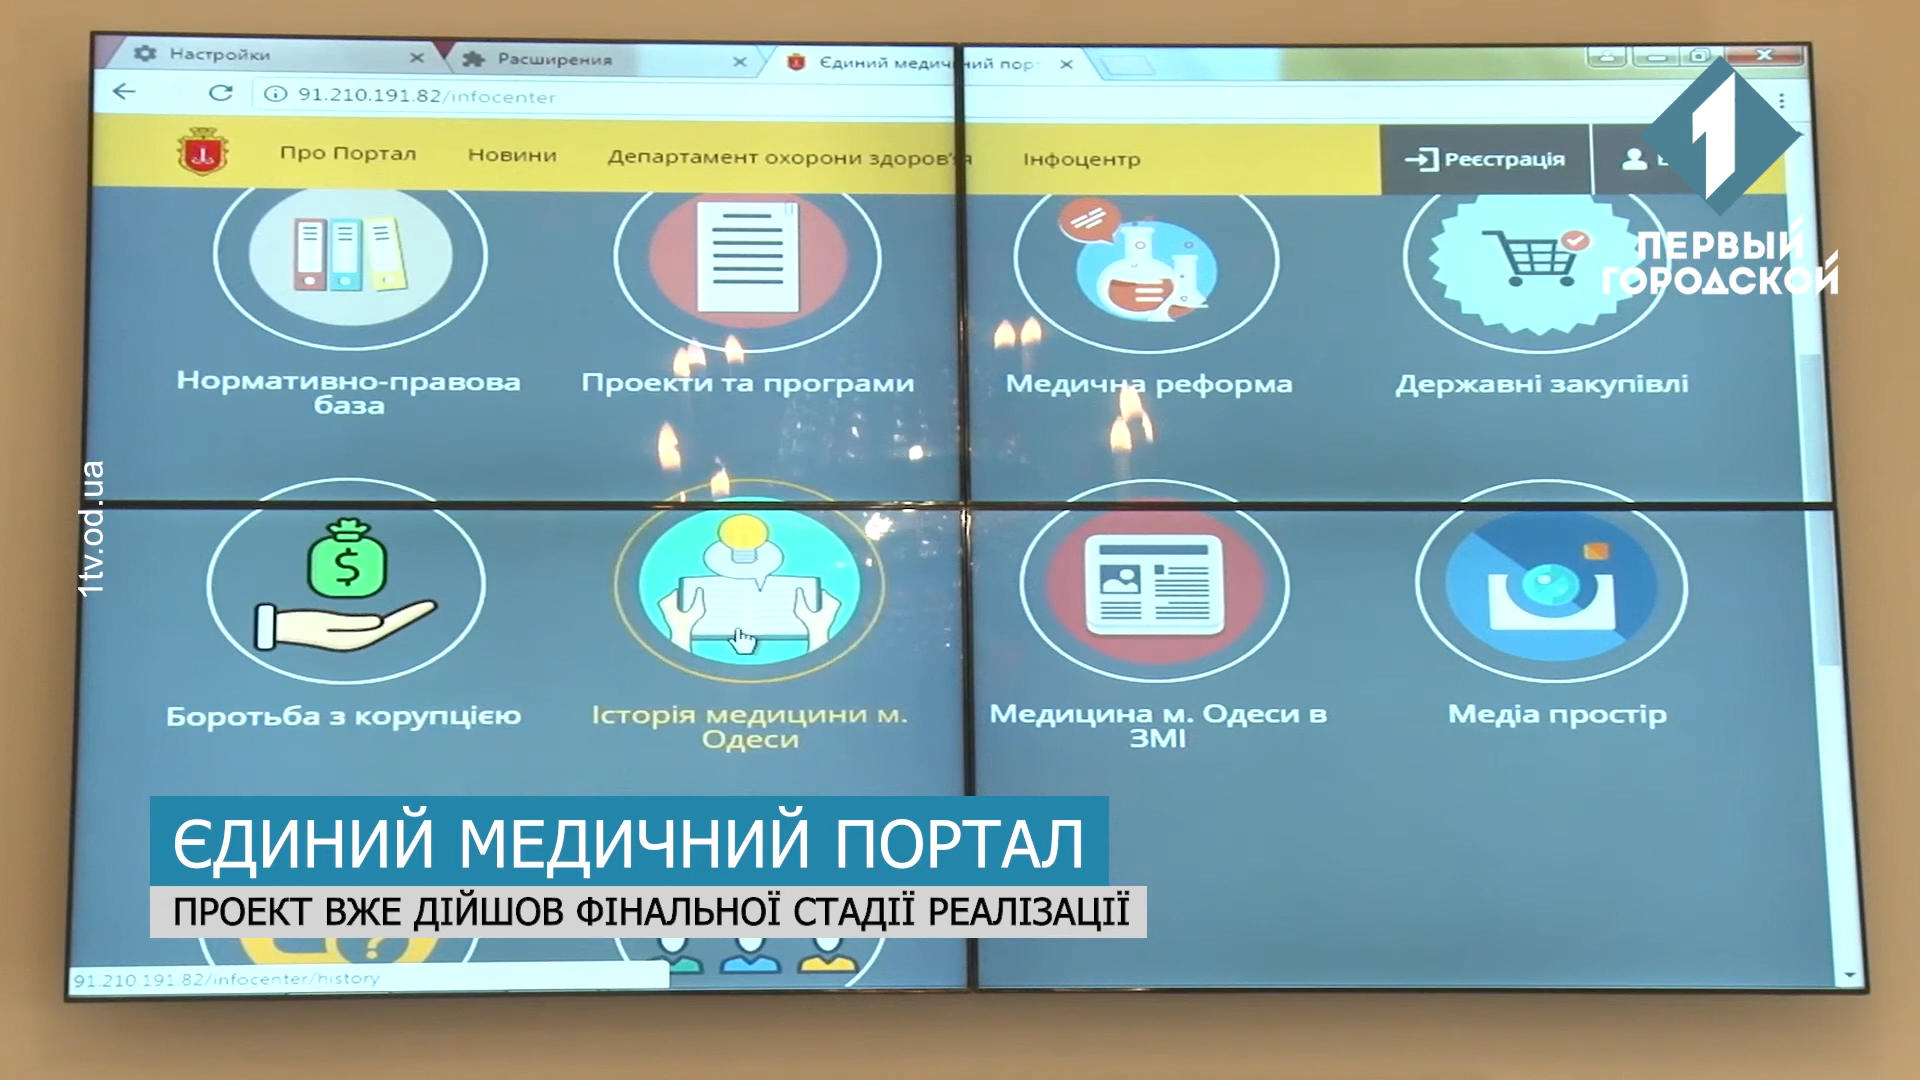 Настройки
Расширения
Єдиний медичний пор
91.210.191.82/infocenter
Про Портал
Новини
Департамент охорони здоров'я
Інфоцентр
Реєстрація
1
ПЕРВЫЙ
ГОРОДСКОЙ
Нормативно-правова
база
Проекти та програми
Медична реформа
Державні закупівлі
1tv.od.ua
$
Боротьба з корупцією
Історія медицини м.
Одеси
Медицина м. Одеси в
ЗМІ
Медіа простір
ЄДИНИЙ МЕДИЧНИЙ ПОРТАЛ
ПРОЕКТ ВЖЕ ДІЙШОВ ФІНАЛЬНОЇ СТАДІЇ РЕАЛІЗАЦІЇ
?
91.210.191.82/infocenter/history